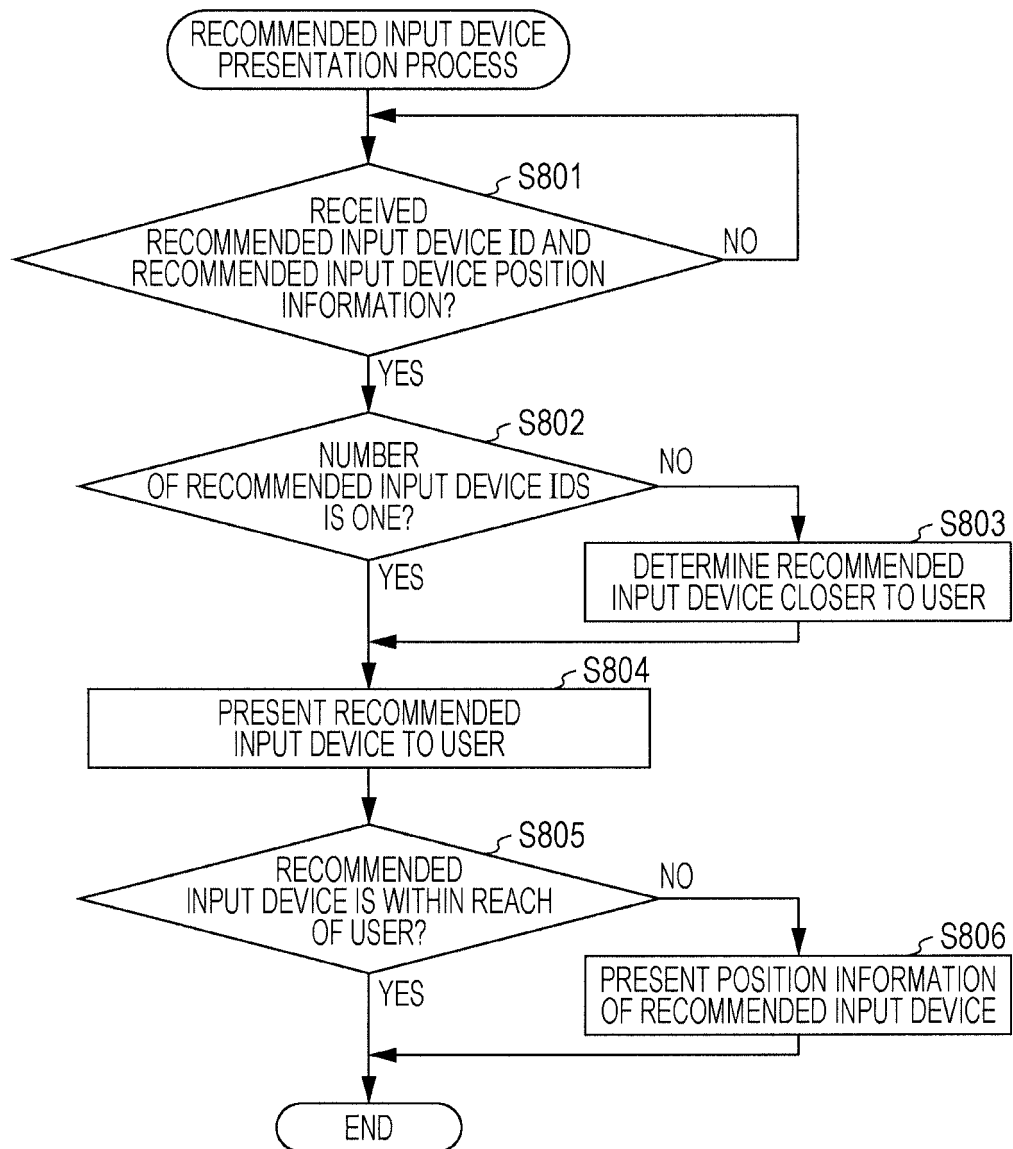 RECOMMENDED INPUT DEVICE
PRESENTATION PROCESS
S801
RECEIVED
RECOMMENDED INPUT DEVICE ID AND
RECOMMENDED INPUT DEVICE POSITION
INFORMATION?
NO
YES
S802
NUMBER
OF RECOMMENDED INPUT DEVICE IDS
IS ONE?
NO
YES
S803
DETERMINE RECOMMENDED
INPUT DEVICE CLOSER TO USER
S804
PRESENT RECOMMENDED
INPUT DEVICE TO USER
S805
RECOMMENDED
INPUT DEVICE IS WITHIN REACH
OF USER?
NO
YES
S806
PRESENT POSITION INFORMATION
OF RECOMMENDED INPUT DEVICE
END